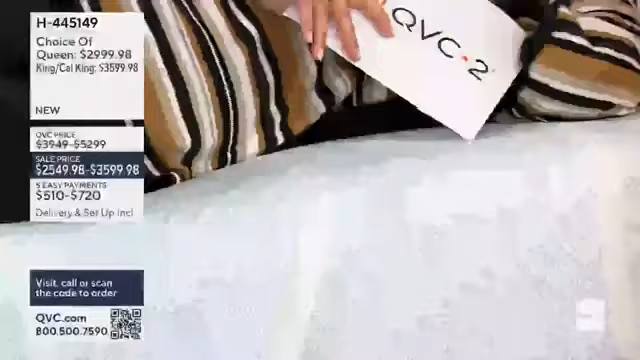 H-445149
Choice Of
Queen: $2999.98
King/Cal King: $3599.98
NEW
QVC PRICE
$3949-$5299
SALE PRICE
$2549.98-$3599.98
5 EASY PAYMENTS
$510-$720
Delivery & Set Up Incl
Visit, call or scan
the code to order
QVC.com
800.500.7590
QVC•2